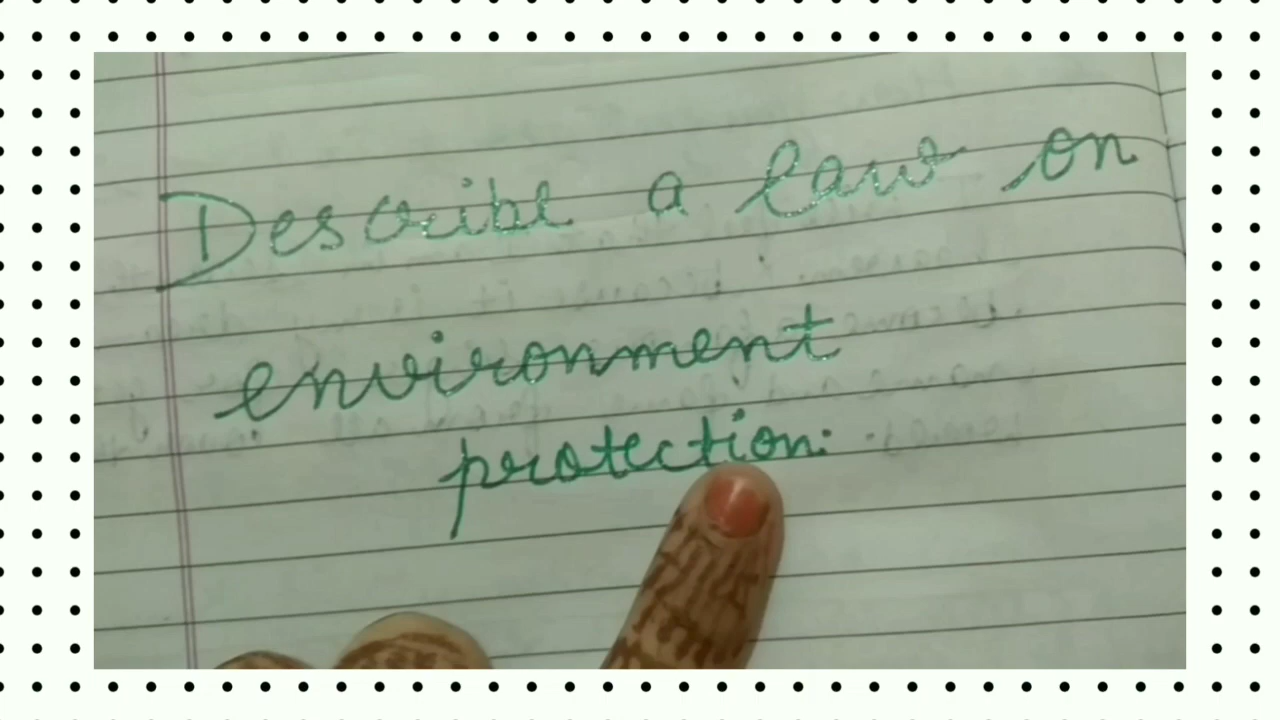 Describe a law on
environment
protection.